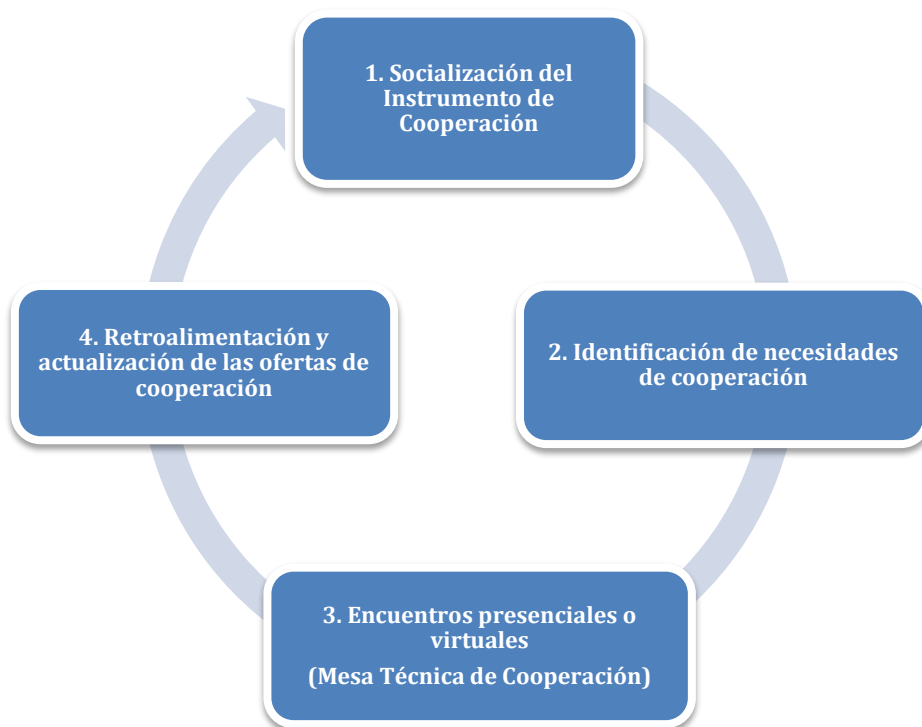 1. Socialización del
Instrumento de
Cooperación
2. Identificación de necesidades
de cooperación
3. Encuentros presenciales o
virtuales
(Mesa Técnica de Cooperación)
4. Retroalimentación y
actualización de las ofertas de
cooperación